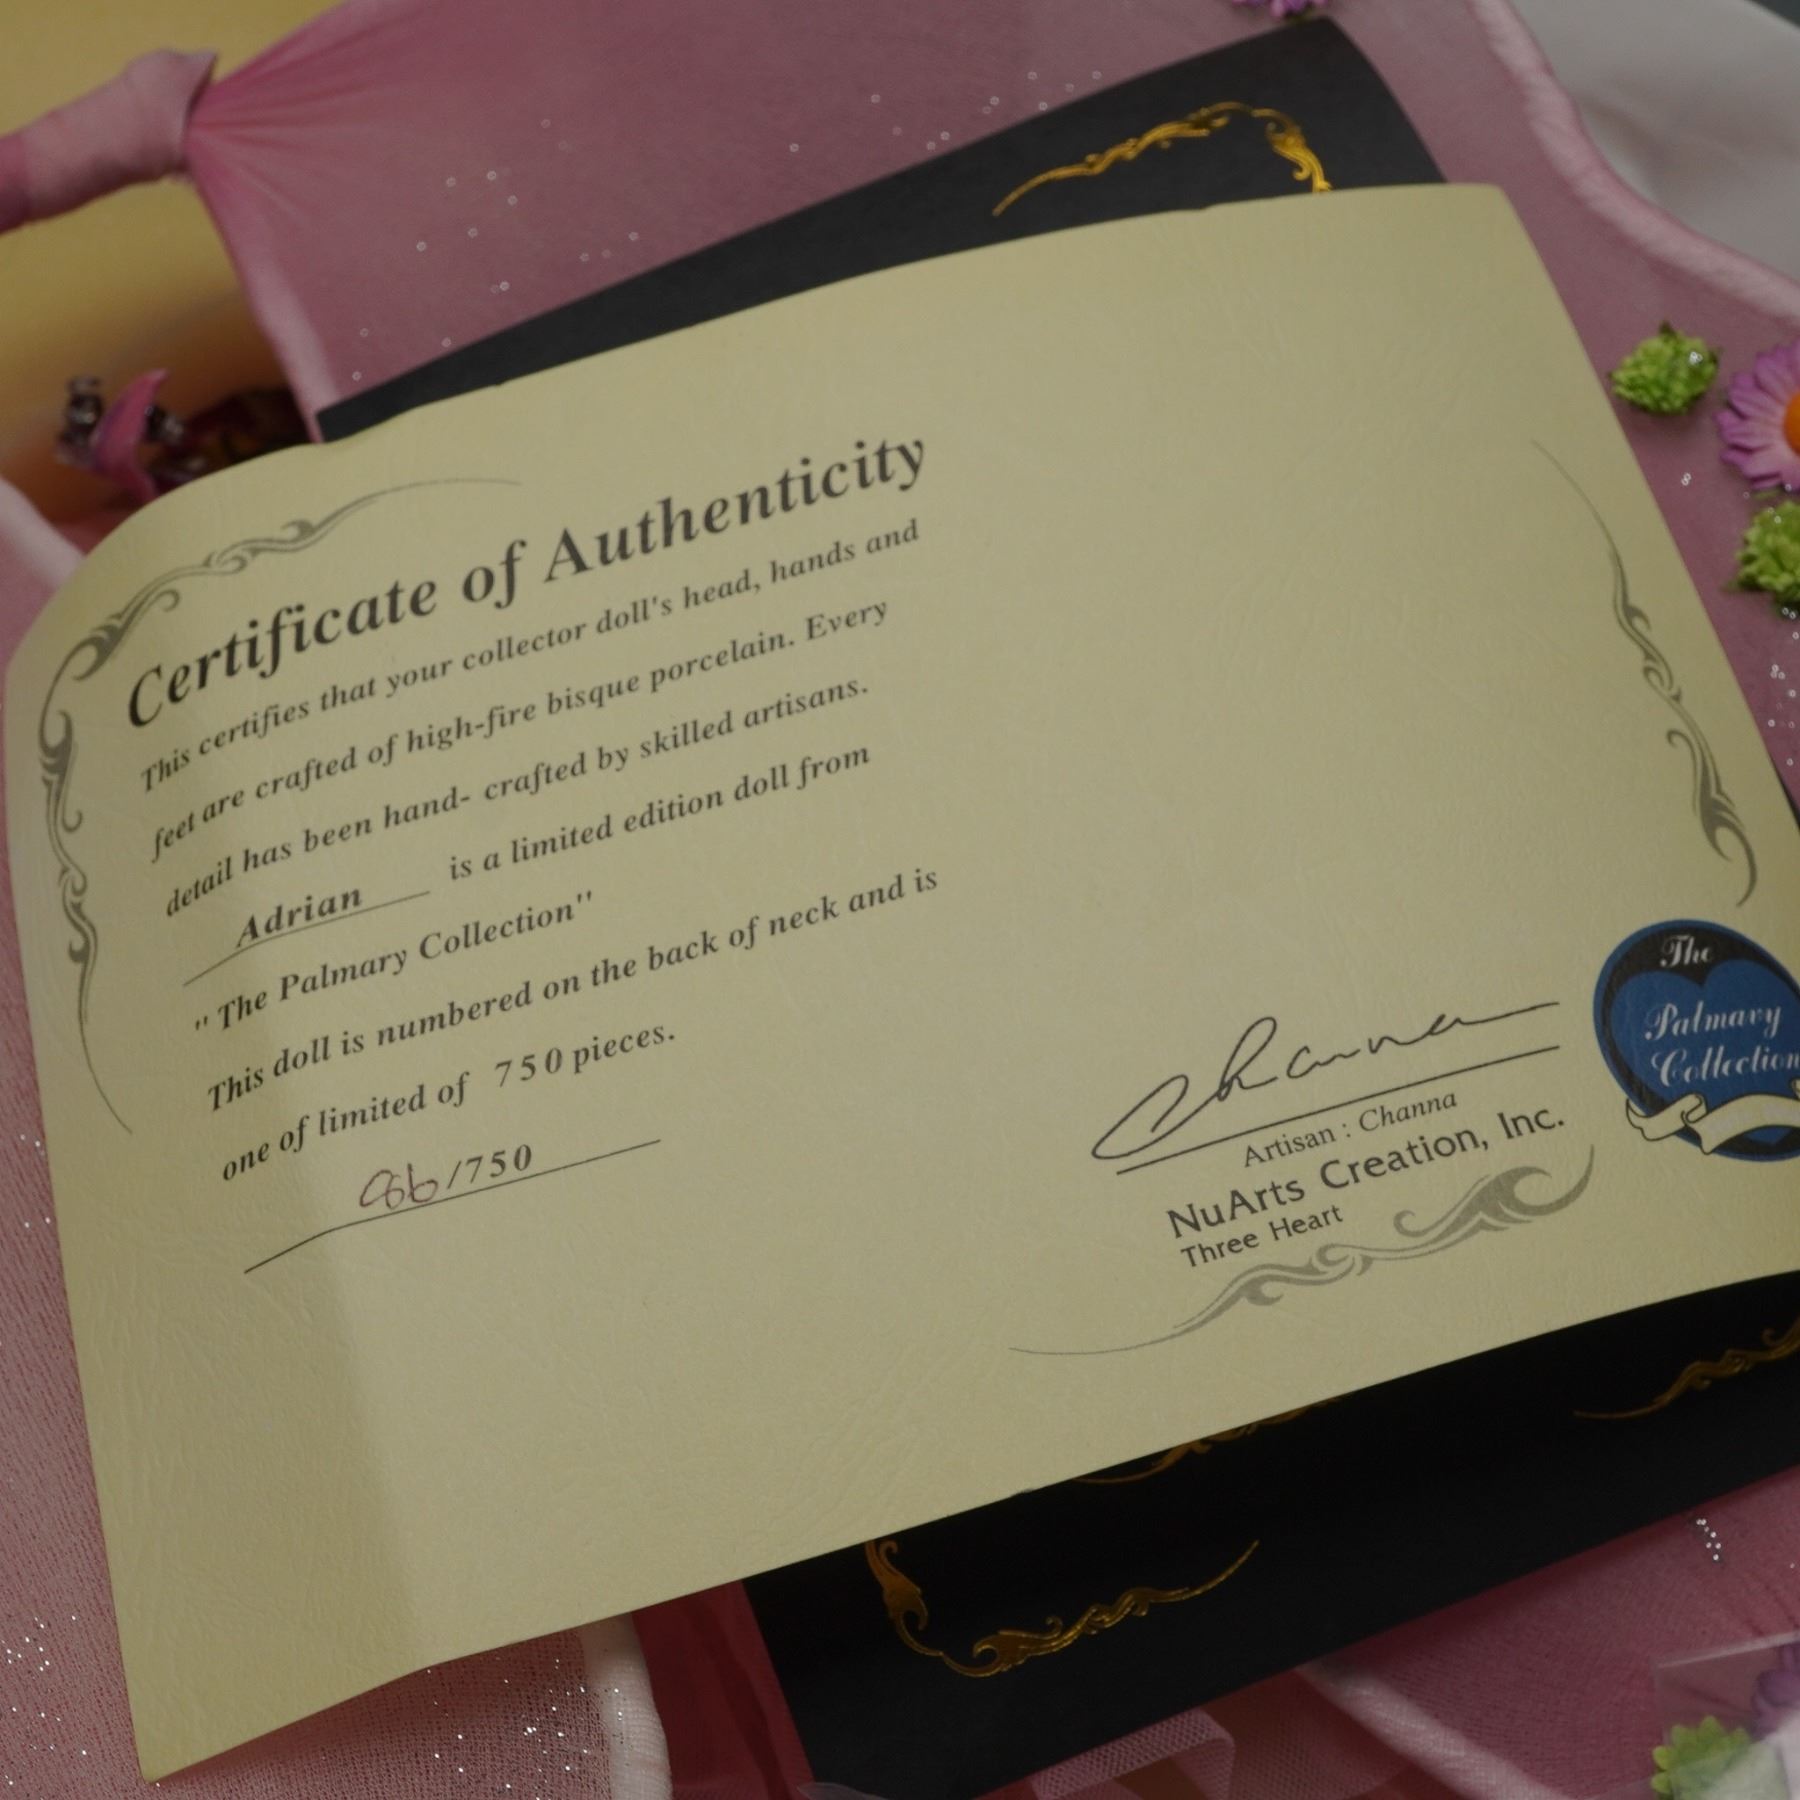 Certificate of Authenticity
This certifies that your collector doll's head, hands and
feet are crafted of high-fire bisque porcelain. Every
detail has been hand- crafted by skilled artisans.
Adrian is a limited edition doll from
"The Palmary Collection"
This doll is numbered on the back of neck and is
one of limited of 750 pieces.
86/750
Channa
Artisan : Channa
NuArts Creation, Inc.
Three Heart
The
Palmary
Collection